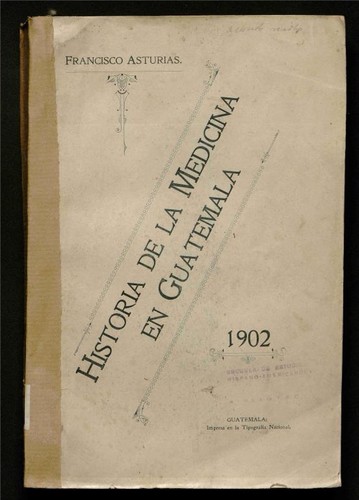 FRANCISCO ASTURIAS.
HISTORIA DE LA MEDICINA
EN GUATEMALA
1902
GUATEMALA:
Impreso en la Tipografía Nacional.